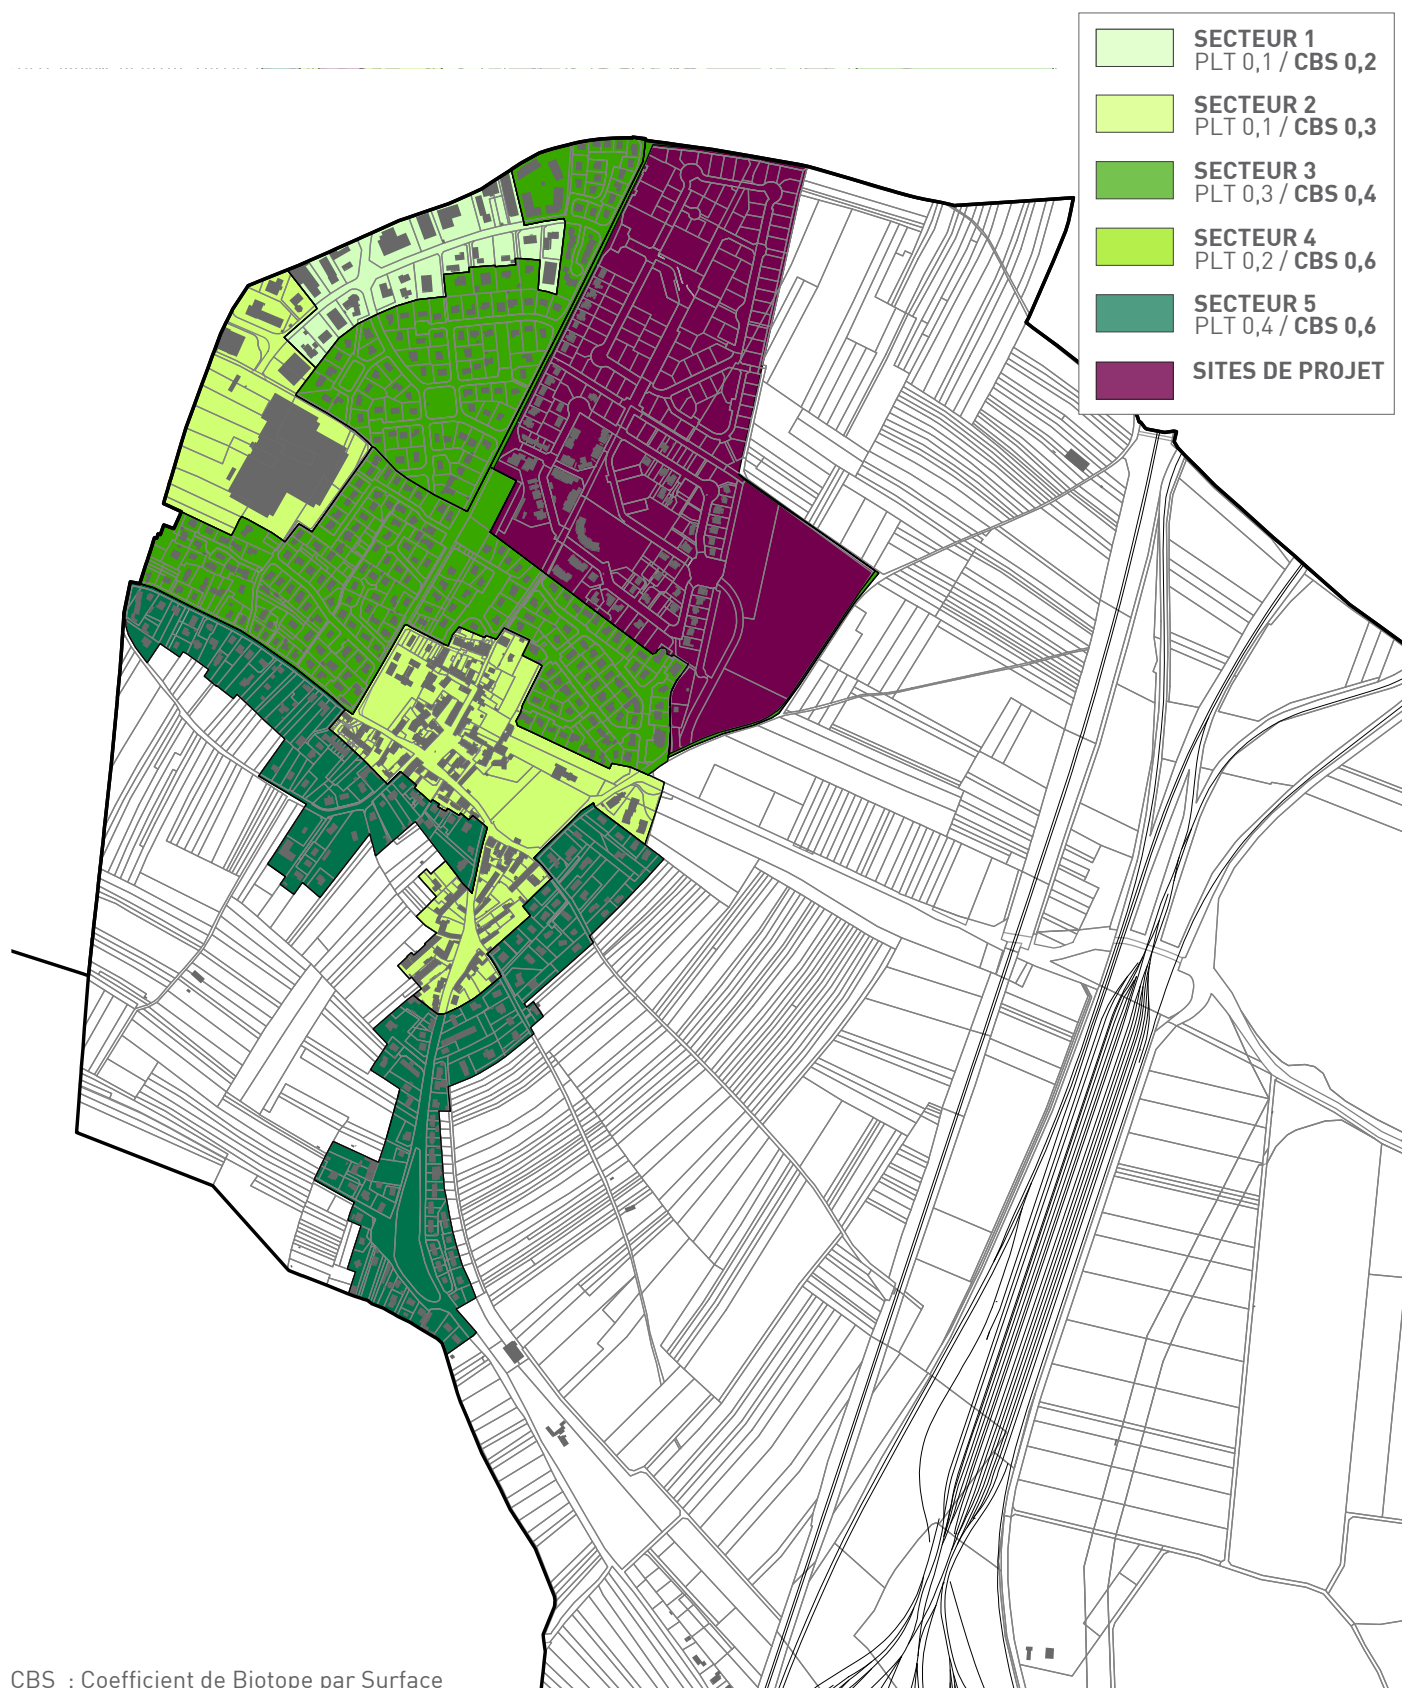 SECTEUR 1
PLT 0,1 / CBS 0,2
SECTEUR 2
PLT 0,1 / CBS 0,3
SECTEUR 3
PLT 0,3 / CBS 0,4
SECTEUR 4
PLT 0,2 / CBS 0,6
SECTEUR 5
PLT 0,4 / CBS 0,6
SITES DE PROJET
CBS : Coefficient de Biotope par Surface